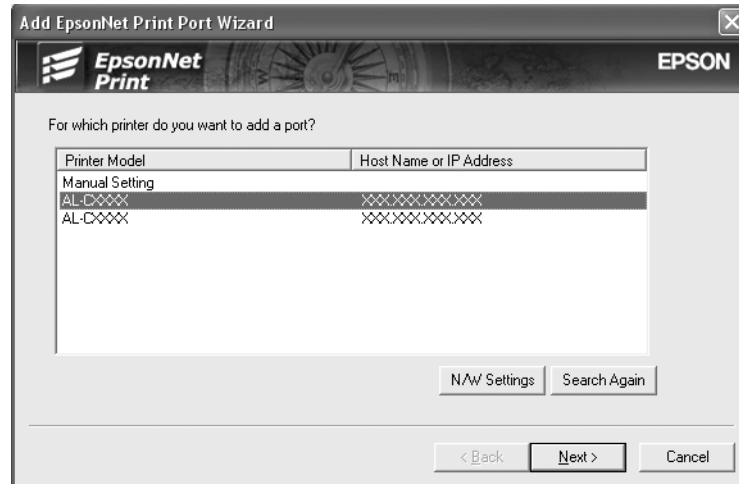 Add EpsonNet Print Port Wizard
EpsonNet
Print
EPSON
For which printer do you want to add a port?
Printer Model Host Name or IP Address
Manual Setting
AL-CXXXX XXX.XXX.XXX.XXX
AL-CXXXX XXX.XXX.XXX.XXX
N/W Settings Search Again
< Back Next > Cancel